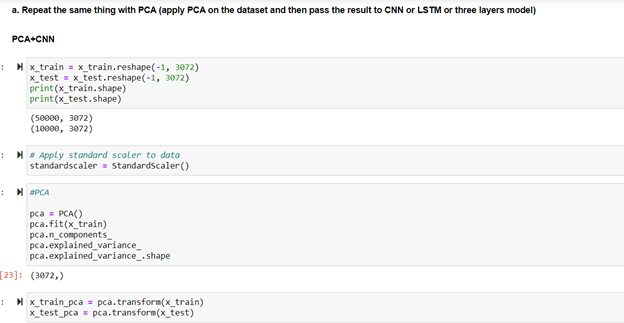 a. Repeat the same thing with PCA (apply PCA on the dataset and then pass the result to CNN or LSTM or three layers model)
PCA+CNN
: x_train = x_train.reshape(-1, 3072)
x_test = x_test.reshape(-1, 3072)
print(x_train.shape)
print(x_test.shape)
(50000, 3072)
(10000, 3072)
: # Apply standard scaler to data
standardscaler = StandardScaler()
: #PCA
pca = PCA()
pca.fit(x_train)
pca.n_components_
pca.explained_variance_
pca.explained_variance_.shape
[23]: (3072,)
: x_train_pca = pca.transform(x_train)
x_test_pca = pca.transform(x_test)